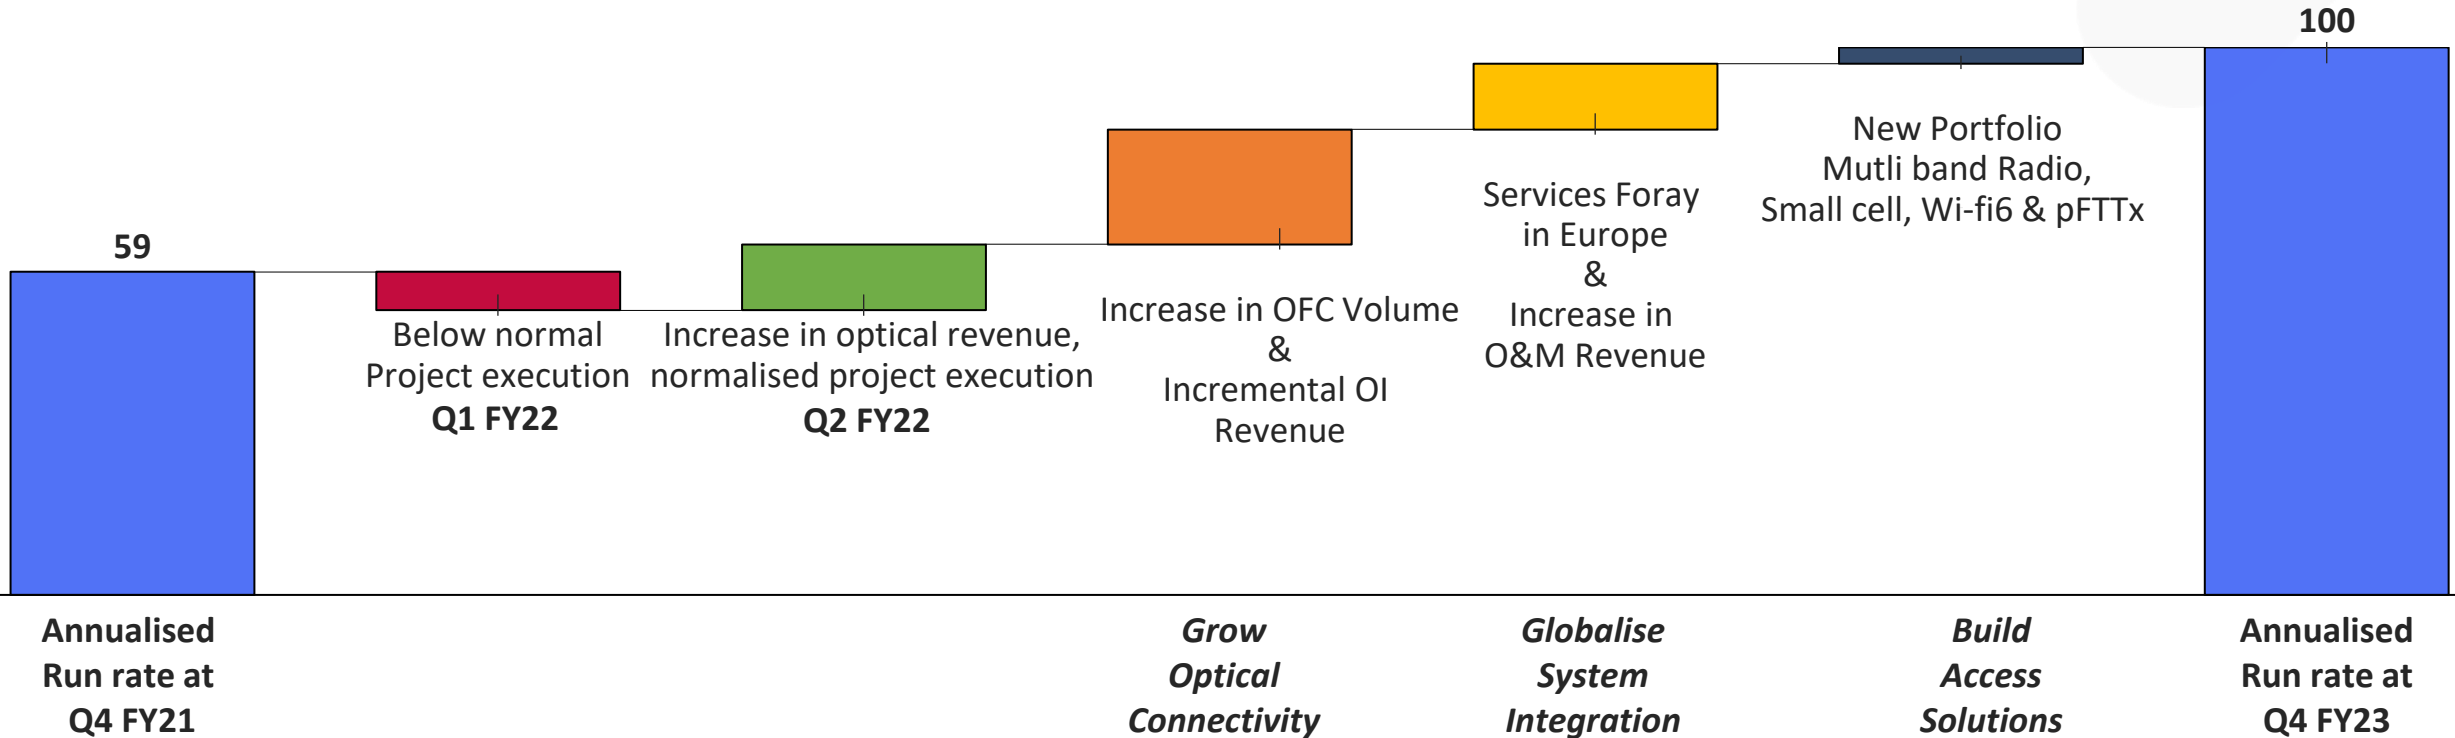 100
59
Below normal
Project execution
Q1 FY22
Increase in optical revenue,
normalised project execution
Q2 FY22
Increase in OFC Volume
&
Incremental OI
Revenue
Services Foray
in Europe
&
Increase in
O&M Revenue
New Portfolio
Mutli band Radio,
Small cell, Wi-fi6 & pFTTx
Annualised
Run rate at
Q4 FY21
Grow
Optical
Connectivity
Globalise
System
Integration
Build
Access
Solutions
Annualised
Run rate at
Q4 FY23